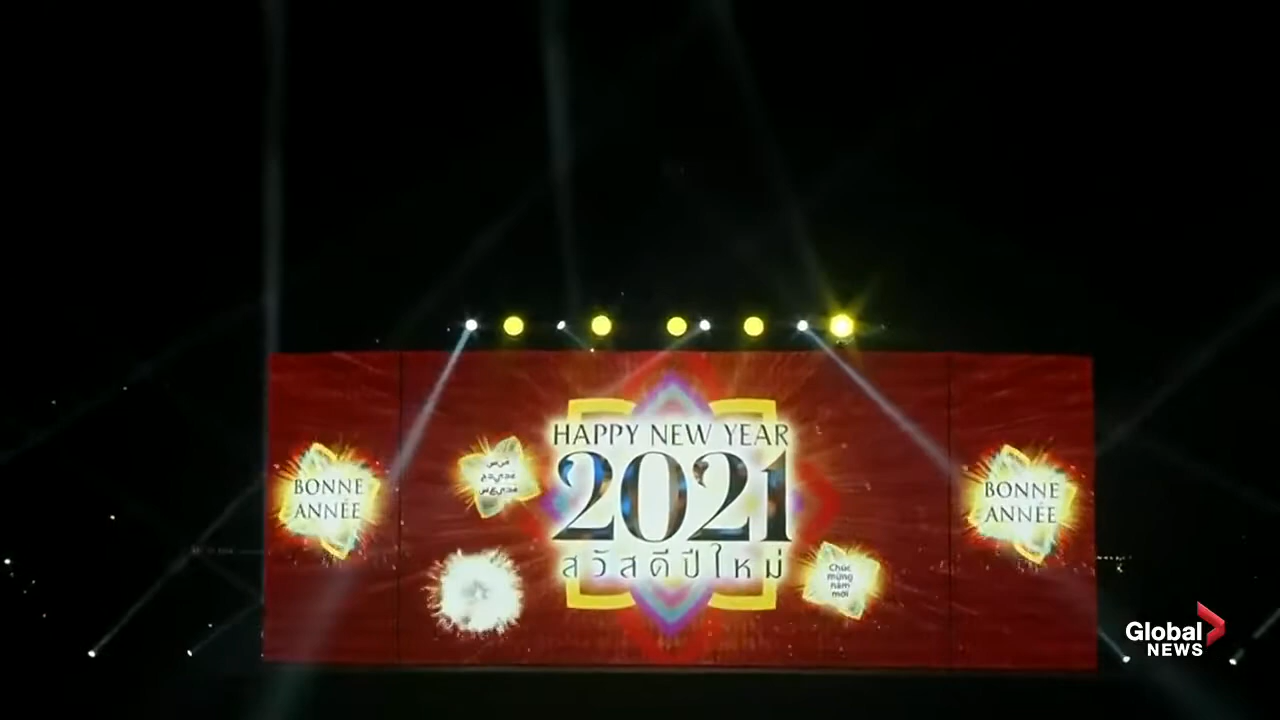 HAPPY NEW YEAR
2021
สวัสดีปีใหม่
BONNE
ANNÉE
BONNE
ANNÉE
Chúc
mừng
năm
mới
Global
NEWS